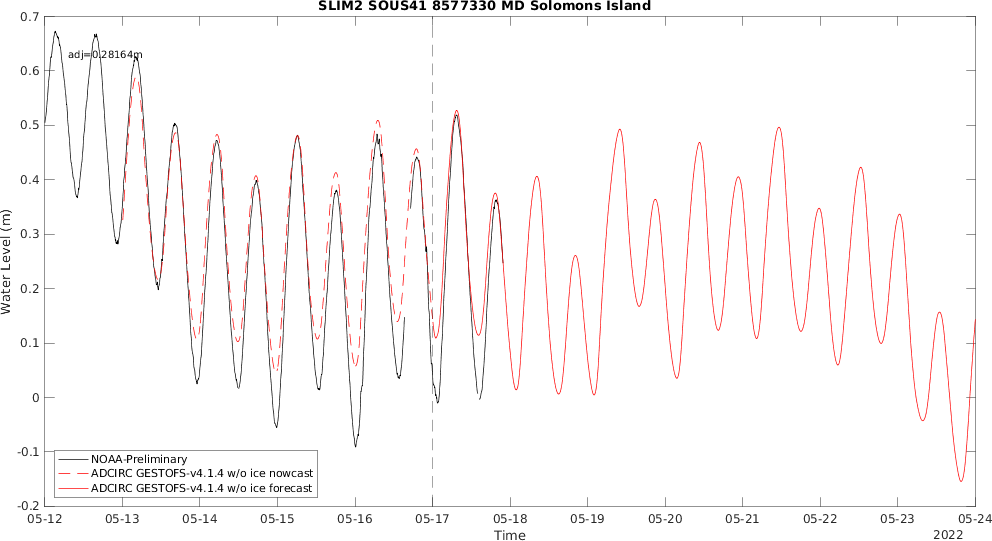 SLIM2 SOUS41 8577330 MD Solomons Island
adj=0.28164m
0.7
0.6
0.5
0.4
0.3
0.2
0.1
0
-0.1
-0.2
Water Level (m)
NOAA-Preliminary
ADCIRC GESTOFS-v4.1.4 w/o ice nowcast
ADCIRC GESTOFS-v4.1.4 w/o ice forecast
05-12 05-13 05-14 05-15 05-16 05-17 05-18 05-19 05-20 05-21 05-22 05-23 05-24
Time
2022